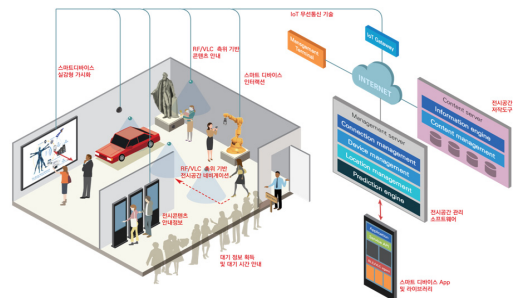 IoT 무선통신 기술
IoT Gateway
Management
Terminal
INTERNET
스마트디바이스
실감형 가시화
RF/VLC 측위 기반
콘텐츠 안내
스마트 디바이스
인터랙션
Content server
Information engine
Content management
전시공간
저작도구
Management server
Connection management
Device management
Location management
Prediction engine
RF/VLC 측위 기반
전시공간 내비게이션
전시콘텐츠
안내정보
전시공간 관리
소프트웨어
대기 정보 획득
및 대기 시간 안내
Application
스마트 디바이스 App
및 라이브러리